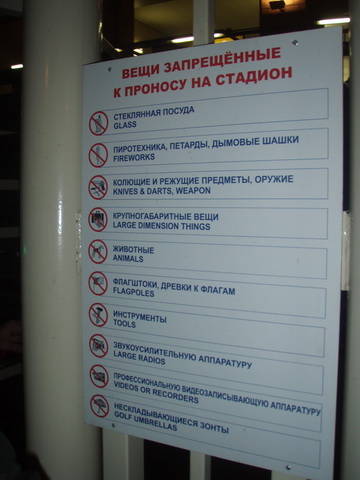 ВЕЩИ ЗАПРЕЩЁННЫЕ
К ПРОНОСУ НА СТАДИОН
СТЕКЛЯННАЯ ПОСУДА
GLASS
ПИРОТЕХНИКА, ПЕТАРДЫ, ДЫМОВЫЕ ШАШКИ
FIREWORKS
КОЛЮЩИЕ И РЕЖУЩИЕ ПРЕДМЕТЫ, ОРУЖИЕ
KNIVES & DARTS, WEAPON
КРУПНОГАБАРИТНЫЕ ВЕЩИ
LARGE DIMENSION THINGS
ЖИВОТНЫЕ
ANIMALS
ФЛАГШТОКИ, ДРЕВКИ К ФЛАГАМ
FLAGPOLES
ИНСТРУМЕНТЫ
TOOLS
ЗВУКОУСИЛИТЕЛЬНУЮ АППАРАТУРУ
LARGE RADIOS
ПРОФЕССИОНАЛЬНУЮ ВИДЕОЗАПИСЫВАЮЩУЮ АППАРАТУРУ
VIDEOS OR RECORDERS
НЕСКЛАДЫВАЮЩИЕСЯ ЗОНТЫ
GOLF UMBRELLAS